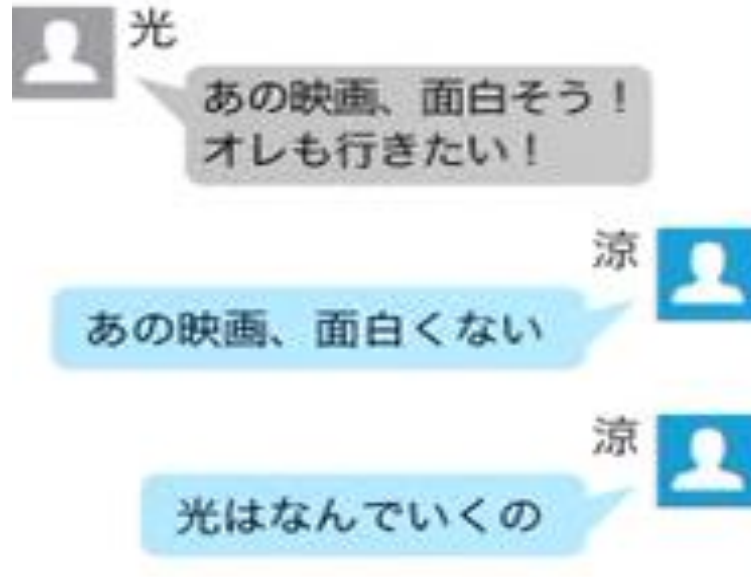 光
あの映画、面白そう！
オレも行きたい！
涼
あの映画、面白くない
涼
光はなんでいくの